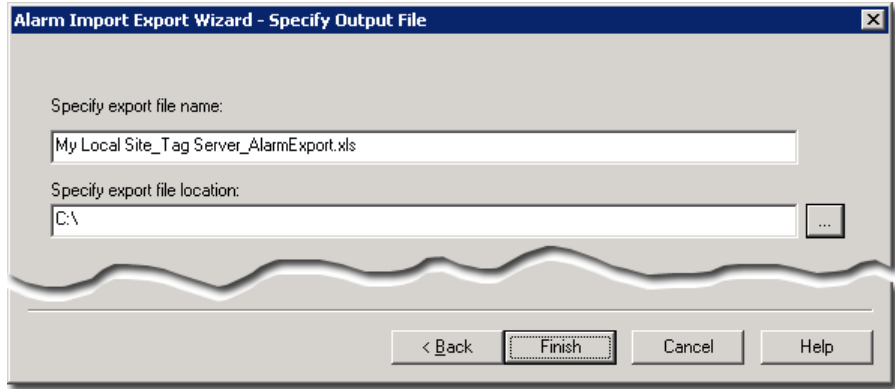 Alarm Import Export Wizard - Specify Output File
Specify export file name:
My Local Site_Tag Server_AlarmExport.xls
Specify export file location:
C:\
...
< Back Finish Cancel Help